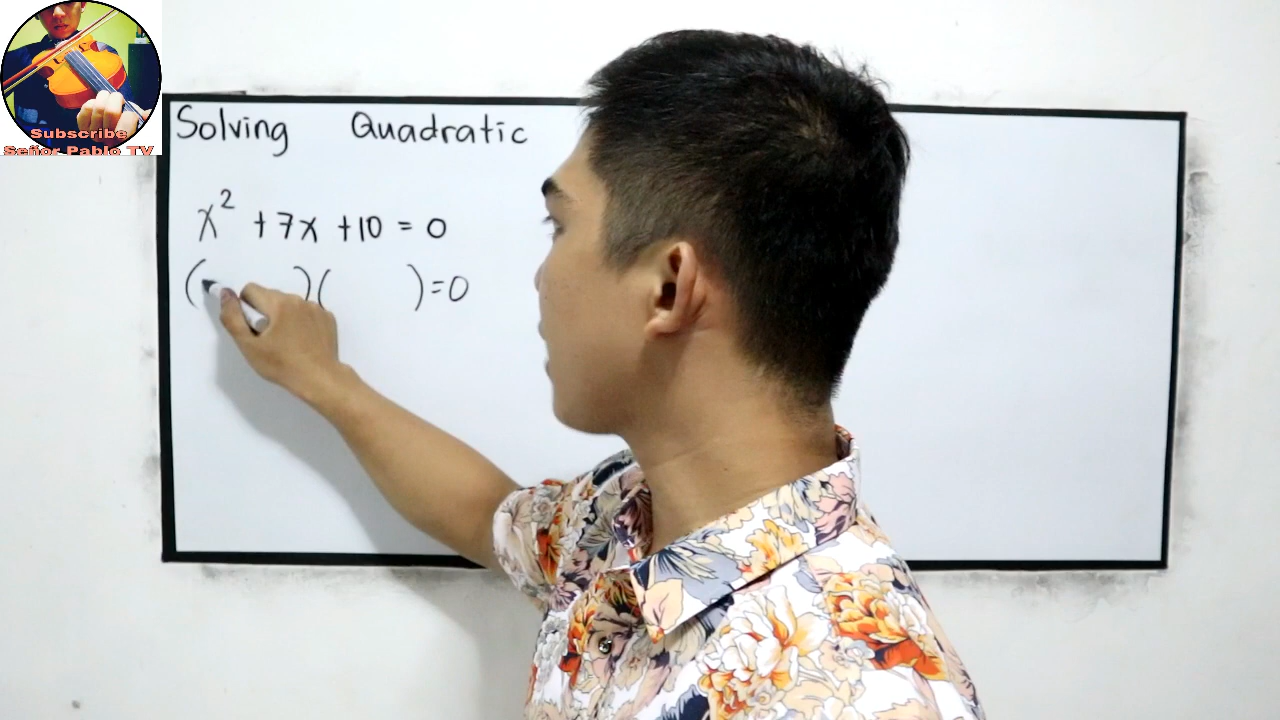 Subscribe
Señor Pablo TV
Solving Quadratic
x² + 7x + 10 = 0
( )( ) = 0